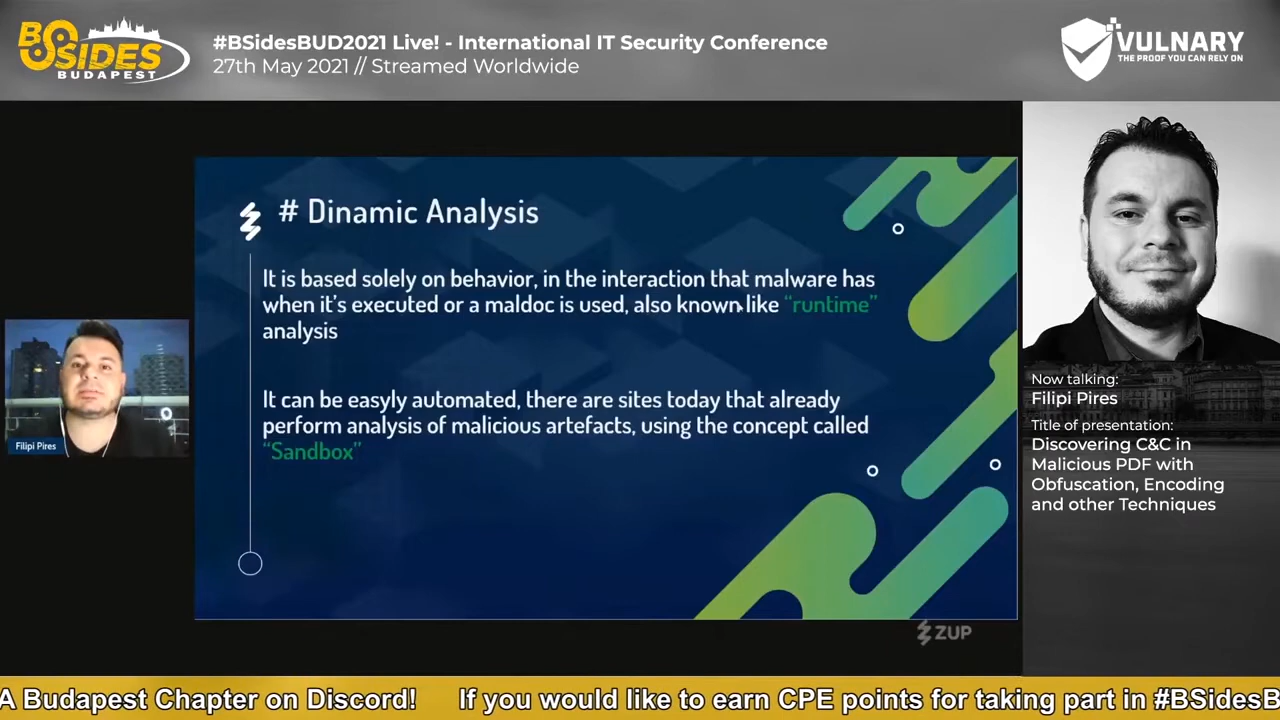 BSIDES
BUDAPEST
#BSidesBUD2021 Live! - International IT Security Conference
27th May 2021 // Streamed Worldwide
VULNARY
THE PROOF YOU CAN RELY ON
# Dinamic Analysis
It is based solely on behavior, in the interaction that malware has
when it's executed or a maldoc is used, also known like “runtime”
analysis
It can be easyly automated, there are sites today that already
perform analysis of malicious artefacts, using the concept called
“Sandbox”
ZUP
Filipi Pires
Now talking:
Filipi Pires
Title of presentation:
Discovering C&C in
Malicious PDF with
Obfuscation, Encoding
and other Techniques
A Budapest Chapter on Discord! If you would like to earn CPE points for taking part in #BSidesB